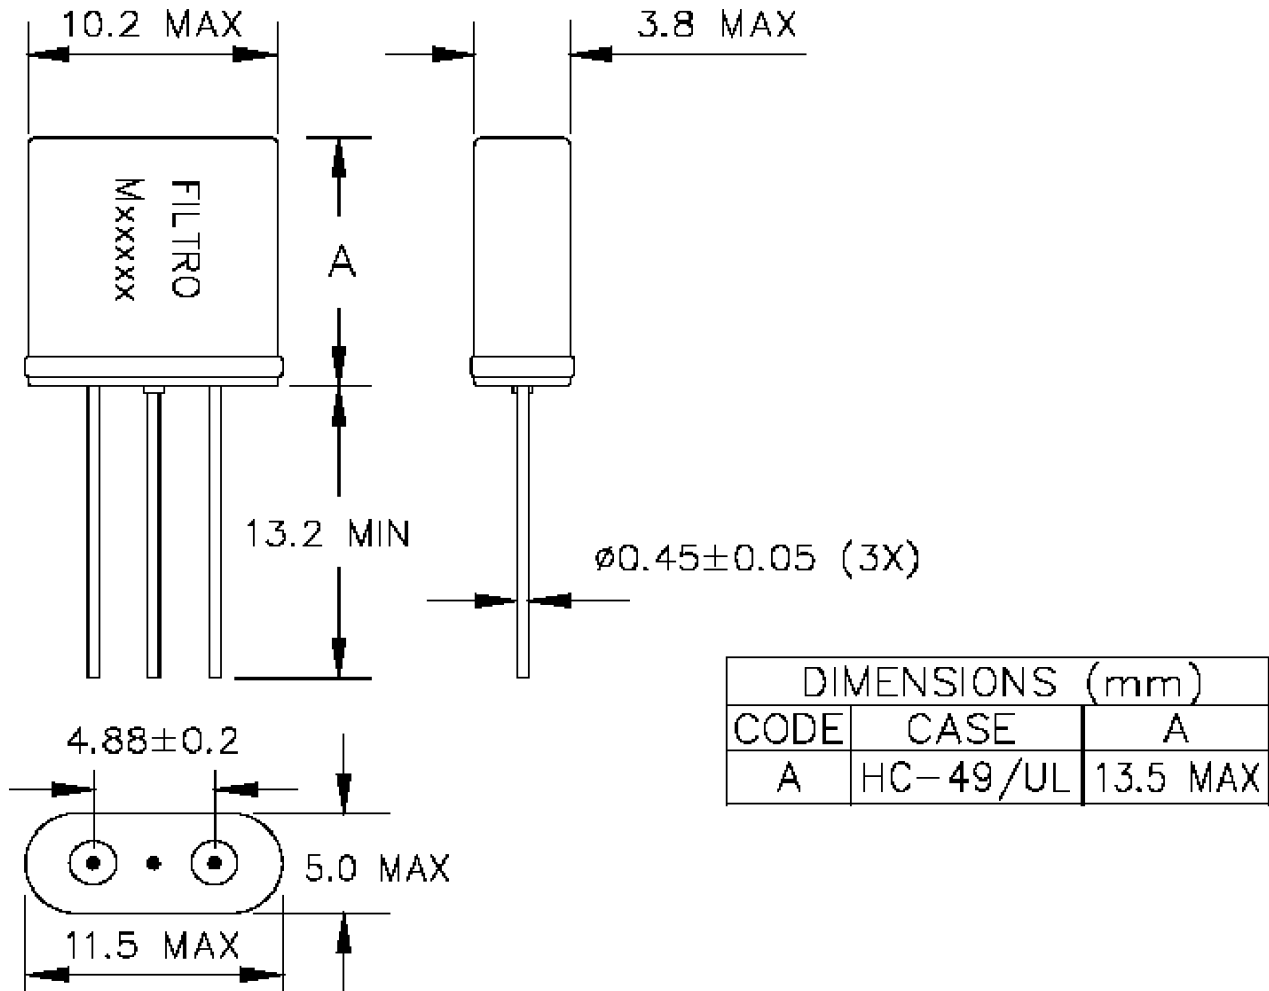 10.2 MAX
3.8 MAX
FILTRO
Mxxxxx
A
13.2 MIN
ø0.45±0.05 (3X)
DIMENSIONS (mm)
CODE CASE A
A HC-49/UL 13.5 MAX
4.88±0.2
5.0 MAX
11.5 MAX